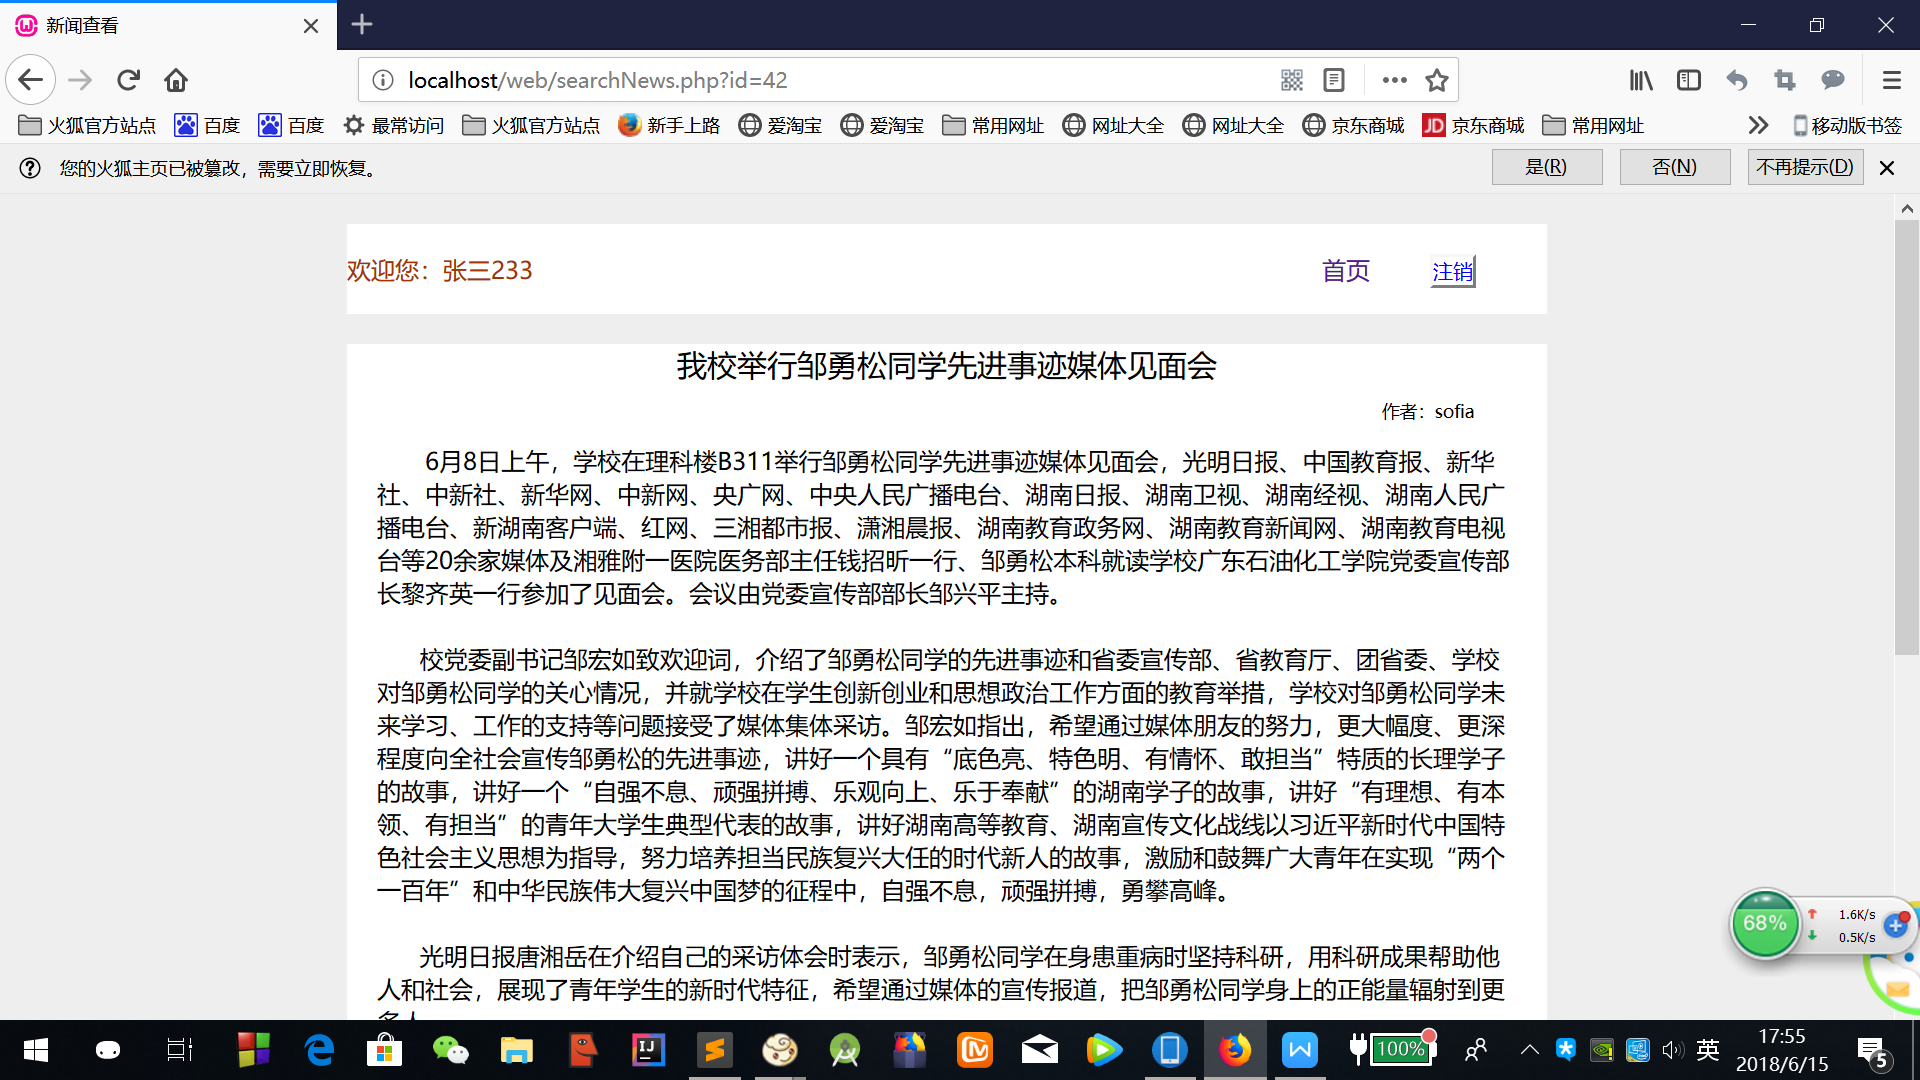 新闻查看
localhost/web/searchNews.php?id=42
火狐官方站点 百度 百度 最常访问 火狐官方站点 新手上路 爱淘宝 爱淘宝 常用网址 网址大全 网址大全 京东商城 JD 京东商城 常用网址 移动版书签
您的火狐主页已被篡改，需要立即恢复。 是(R) 否(N) 不再提示(D)
欢迎您：张三233 首页 注销
我校举行邹勇松同学先进事迹媒体见面会
作者：sofia
6月8日上午，学校在理科楼B311举行邹勇松同学先进事迹媒体见面会，光明日报、中国教育报、新华
社、中新社、新华网、中新网、央广网、中央人民广播电台、湖南日报、湖南卫视、湖南经视、湖南人民广
播电台、新湖南客户端、红网、三湘都市报、潇湘晨报、湖南教育政务网、湖南教育新闻网、湖南教育电视
台等20余家媒体及湘雅附一医院医务部主任钱招昕一行、邹勇松本科就读学校广东石油化工学院党委宣传部
长黎齐英一行参加了见面会。会议由党委宣传部部长邹兴平主持。
校党委副书记邹宏如致欢迎词，介绍了邹勇松同学的先进事迹和省委宣传部、省教育厅、团省委、学校
对邹勇松同学的关心情况，并就学校在学生创新创业和思想政治工作方面的教育举措，学校对邹勇松同学未
来学习、工作的支持等问题接受了媒体集体采访。邹宏如指出，希望通过媒体朋友的努力，更大幅度、更深
程度向全社会宣传邹勇松的先进事迹，讲好一个具有“底色亮、特色明、有情怀、敢担当”特质的长理学子
的故事，讲好一个“自强不息、顽强拼搏、乐观向上、乐于奉献”的湖南学子的故事，讲好“有理想、有本
领、有担当”的青年大学生典型代表的故事，讲好湖南高等教育、湖南宣传文化战线以习近平新时代中国特
色社会主义思想为指导，努力培养担当民族复兴大任的时代新人的故事，激励和鼓舞广大青年在实现“两个
一百年”和中华民族伟大复兴中国梦的征程中，自强不息，顽强拼搏，勇攀高峰。
68% 1.6K/s
0.5K/s
光明日报唐湘岳在介绍自己的采访体会时表示，邹勇松同学在身患重病时坚持科研，用科研成果帮助他
人和社会，展现了青年学生的新时代特征，希望通过媒体的宣传报道，把邹勇松同学身上的正能量辐射到更
IJ 100% 英 17:55
2018/6/15 5